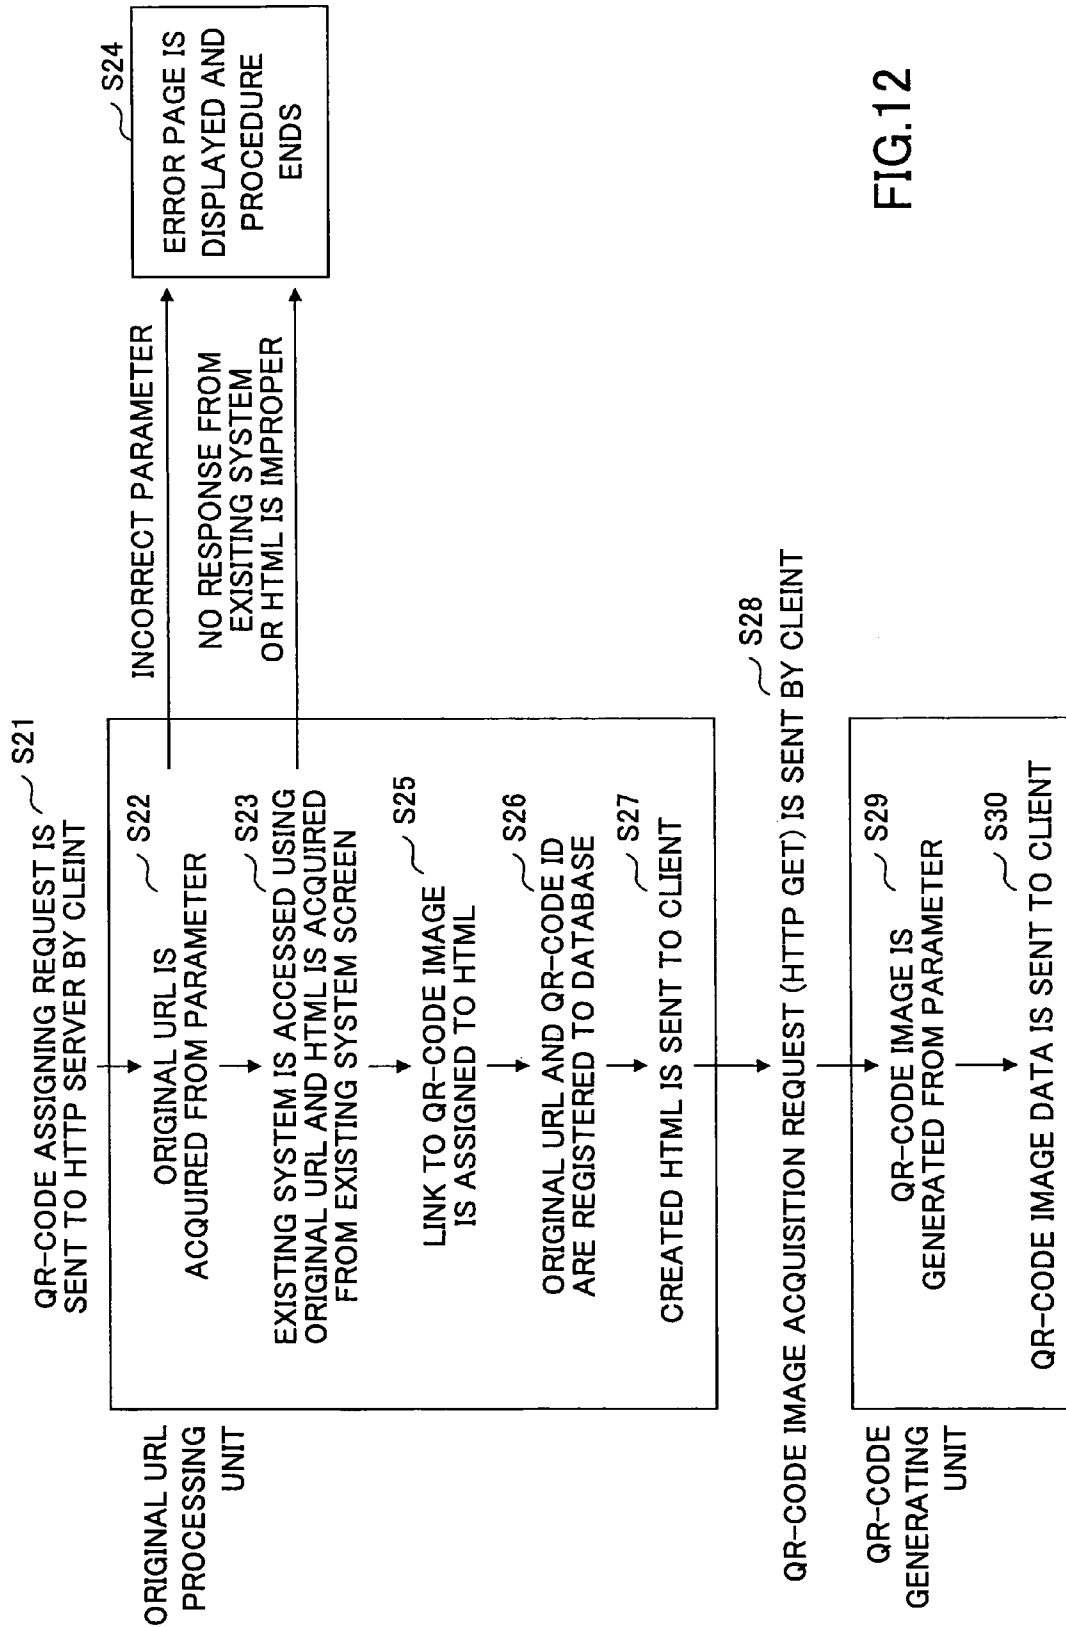 QR-CODE ASSIGNING REQUEST IS
SENT TO HTTP SERVER BY CLEINT
S21
ORIGINAL URL
PROCESSING
UNIT
ORIGINAL URL IS
ACQUIRED FROM PARAMETER
S22
INCORRECT PARAMETER
EXISTING SYSTEM IS ACCESSED USING
ORIGINAL URL AND HTML IS ACQUIRED
FROM EXISTING SYSTEM SCREEN
S23
NO RESPONSE FROM
EXISITING SYSTEM
OR HTML IS IMPROPER
ERROR PAGE IS
DISPLAYED AND
PROCEDURE
ENDS
S24
LINK TO QR-CODE IMAGE
IS ASSIGNED TO HTML
S25
ORIGINAL URL AND QR-CODE ID
ARE REGISTERED TO DATABASE
S26
CREATED HTML IS SENT TO CLIENT
S27
QR-CODE IMAGE ACQUISITION REQUEST (HTTP GET) IS SENT BY CLEINT
S28
QR-CODE
GENERATING
UNIT
QR-CODE IMAGE IS
GENERATED FROM PARAMETER
S29
QR-CODE IMAGE DATA IS SENT TO CLIENT
S30
FIG.12